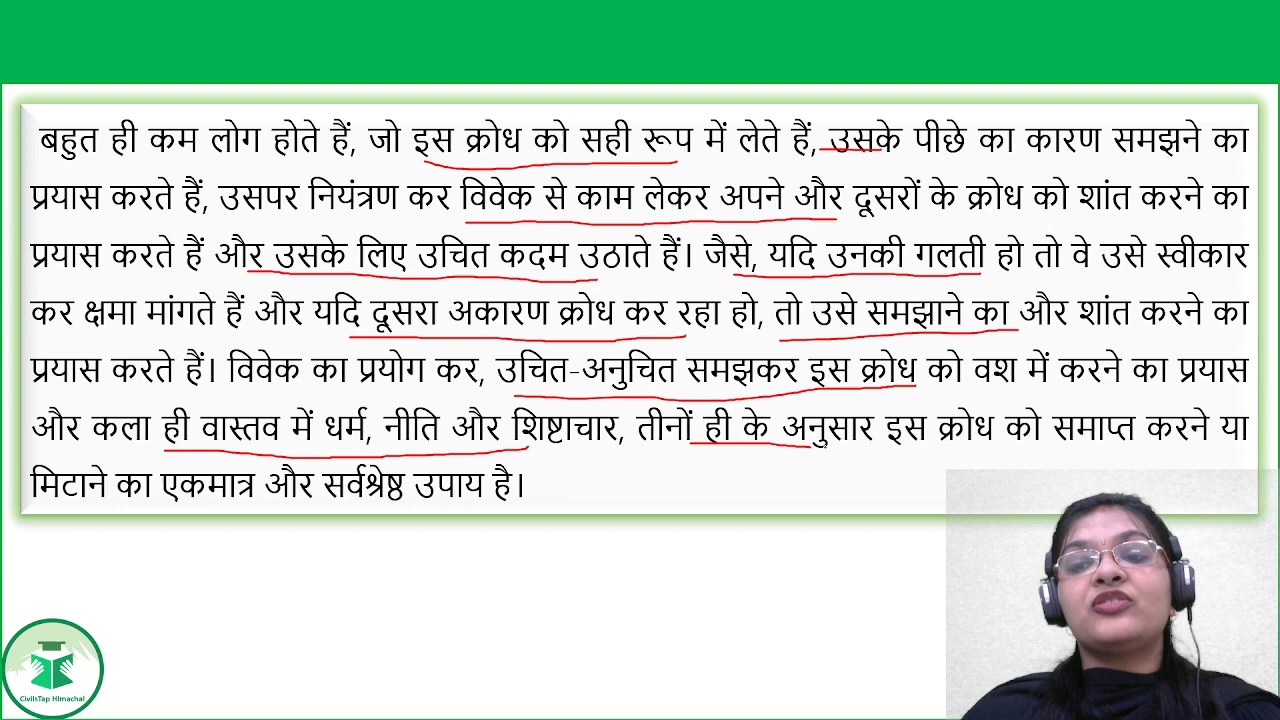 बहुत ही कम लोग होते हैं, जो इस क्रोध को सही रूप में लेते हैं, उसके पीछे का कारण समझने का
प्रयास करते हैं, उसपर नियंत्रण कर विवेक से काम लेकर अपने और दूसरों के क्रोध को शांत करने का
प्रयास करते हैं और उसके लिए उचित कदम उठाते हैं। जैसे, यदि उनकी गलती हो तो वे उसे स्वीकार
कर क्षमा मांगते हैं और यदि दूसरा अकारण क्रोध कर रहा हो, तो उसे समझाने का और शांत करने का
प्रयास करते हैं। विवेक का प्रयोग कर, उचित-अनुचित समझकर इस क्रोध को वश में करने का प्रयास
और कला ही वास्तव में धर्म, नीति और शिष्टाचार, तीनों ही के अनुसार इस क्रोध को समाप्त करने या
मिटाने का एकमात्र और सर्वश्रेष्ठ उपाय है।
CivilsTap HImachal